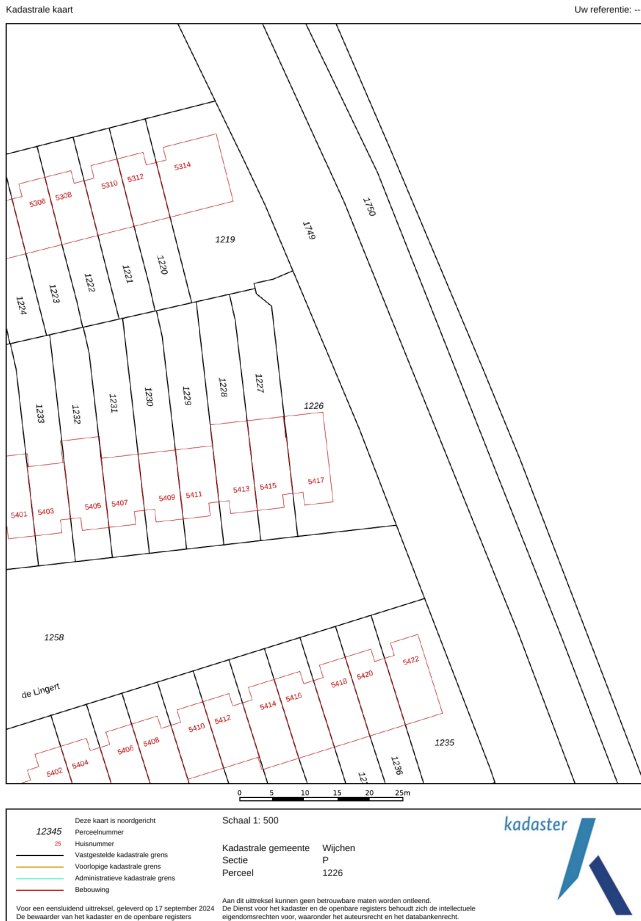 Kadastrale kaart
Uw referentie: --
5314
5312
5310
5308
5306
1750
1749
1219
1220
1221
1222
1223
1224
1227
1228
1229
1230
1231
1232
1233
1226
5417
5415
5413
5411
5409
5407
5405
5403
5401
1258
de Lingert
5422
5420
5418
5416
5414
5412
5410
5408
5406
5404
5402
1235
1236
0 5 10 15 20 25m
Deze kaart is noordgericht
12345 Perceelnummer
25 Huisnummer
Vastgestelde kadastrale grens
Voorlopige kadastrale grens
Administratieve kadastrale grens
Bebouwing
Voor een eensluidend uittreksel, geleverd op 17 september 2024
De bewaarder van het kadaster en de openbare registers
Schaal 1: 500
Kadastrale gemeente Wijchen
Sectie P
Perceel 1226
Aan dit uittreksel kunnen geen betrouwbare maten worden ontleend.
De Dienst voor het kadaster en de openbare registers behoudt zich de intellectuele
eigendomsrechten voor, waaronder het auteursrecht en het databankenrecht.
kadaster